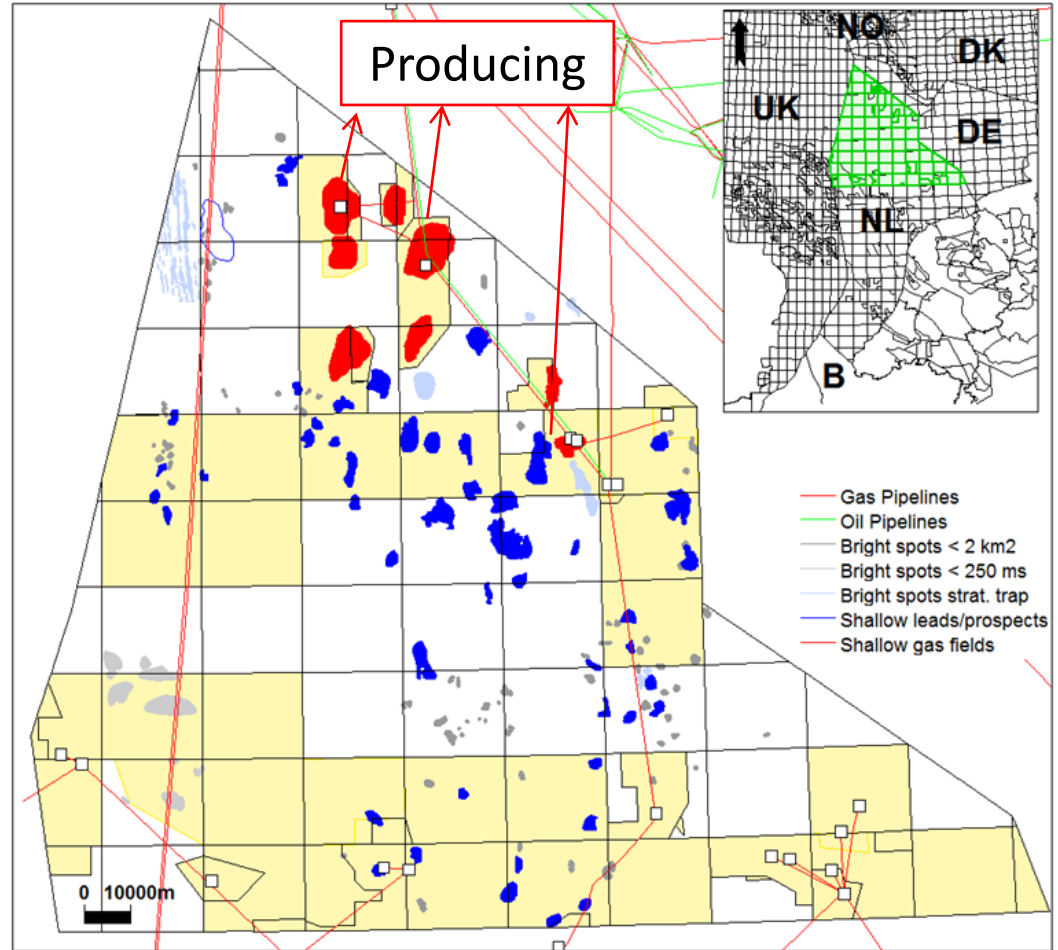 Producing
NO
DK
UK
DE
NL
B
Gas Pipelines
Oil Pipelines
Bright spots < 2 km2
Bright spots < 250 ms
Bright spots strat. trap
Shallow leads/prospects
Shallow gas fields
0 10000m